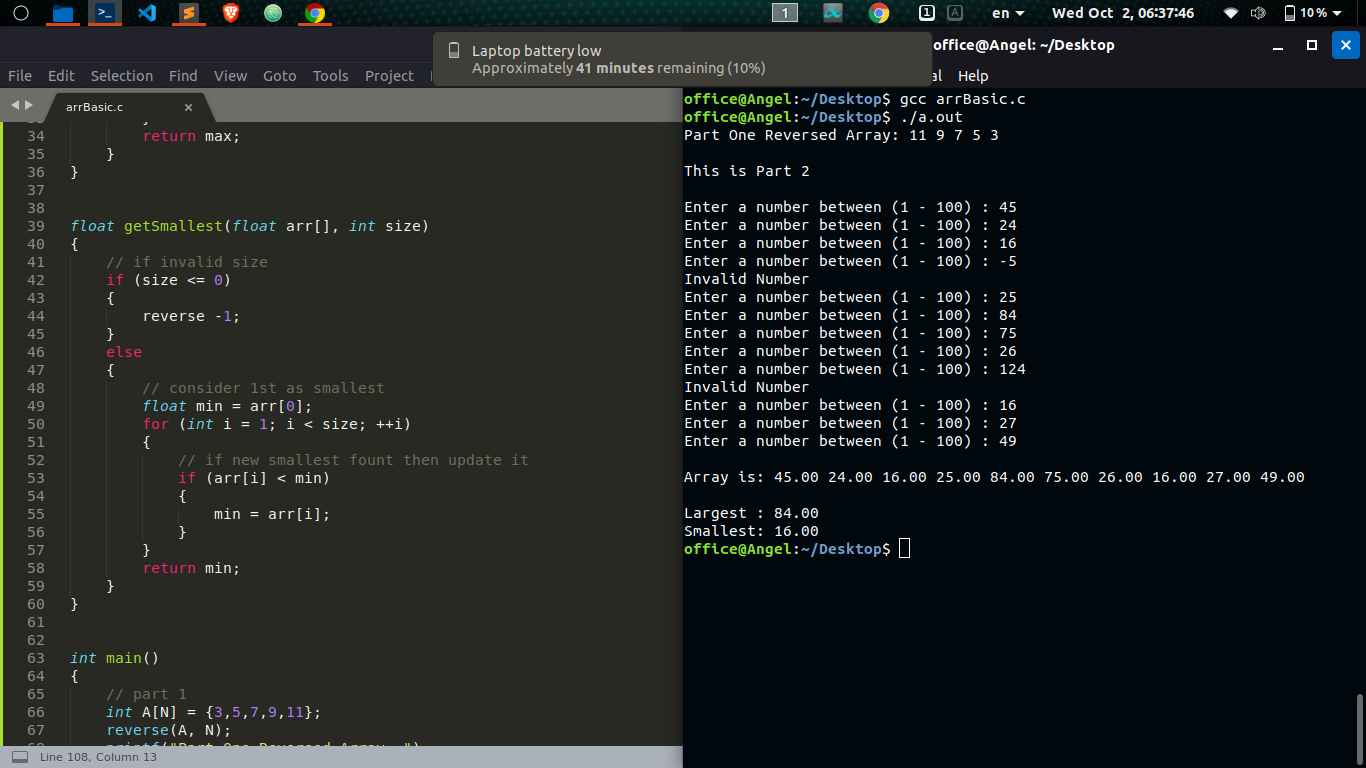 1
1
A
en
Wed Oct 2, 06:37:46
10 %
Laptop battery low
Approximately 41 minutes remaining (10%)
File Edit Selection Find View Goto Tools Project
arrBasic.c
34 return max;
35 }
36 }
37
38
39 float getSmallest(float arr[], int size)
40 {
41 // if invalid size
42 if (size <= 0)
43 {
44 reverse -1;
45 }
46 else
47 {
48 // consider 1st as smallest
49 float min = arr[0];
50 for (int i = 1; i < size; ++i)
51 {
52 // if new smallest fount then update it
53 if (arr[i] < min)
54 {
55 min = arr[i];
56 }
57 }
58 return min;
59 }
60 }
61
62
63 int main()
64 {
65 // part 1
66 int A[N] = {3,5,7,9,11};
67 reverse(A, N);
68 printf("Part One Reversed Array: ");
Line 108, Column 13
office@Angel: ~/Desktop
al Help
office@Angel:~/Desktop$ gcc arrBasic.c
office@Angel:~/Desktop$ ./a.out
Part One Reversed Array: 11 9 7 5 3
This is Part 2
Enter a number between (1 - 100) : 45
Enter a number between (1 - 100) : 24
Enter a number between (1 - 100) : 16
Enter a number between (1 - 100) : -5
Invalid Number
Enter a number between (1 - 100) : 25
Enter a number between (1 - 100) : 84
Enter a number between (1 - 100) : 75
Enter a number between (1 - 100) : 26
Enter a number between (1 - 100) : 124
Invalid Number
Enter a number between (1 - 100) : 16
Enter a number between (1 - 100) : 27
Enter a number between (1 - 100) : 49
Array is: 45.00 24.00 16.00 25.00 84.00 75.00 26.00 16.00 27.00 49.00
Largest : 84.00
Smallest: 16.00
office@Angel:~/Desktop$